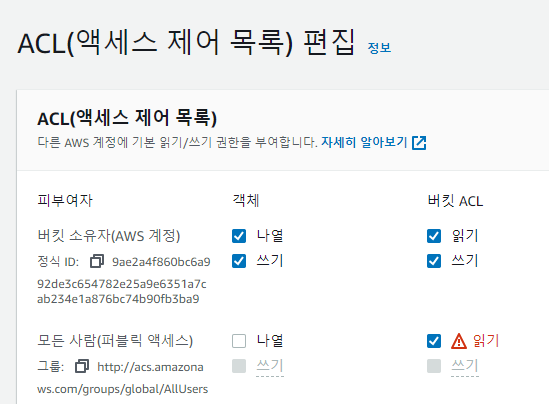 ACL(액세스 제어 목록) 편집 정보
ACL(액세스 제어 목록)
다른 AWS 계정에 기본 읽기/쓰기 권한을 부여합니다. 자세히 알아보기
피부여자 객체 버킷 ACL
버킷 소유자(AWS 계정) 나열 읽기
정식 ID: 9ae2a4f860bc6a9 쓰기 쓰기
92de3c654782e25a9e6351a7c
ab234e1a876bc74b90fb3ba9
모든 사람(퍼블릭 액세스) 나열 읽기
그룹: http://acs.amazona 쓰기 쓰기
ws.com/groups/global/AllUsers